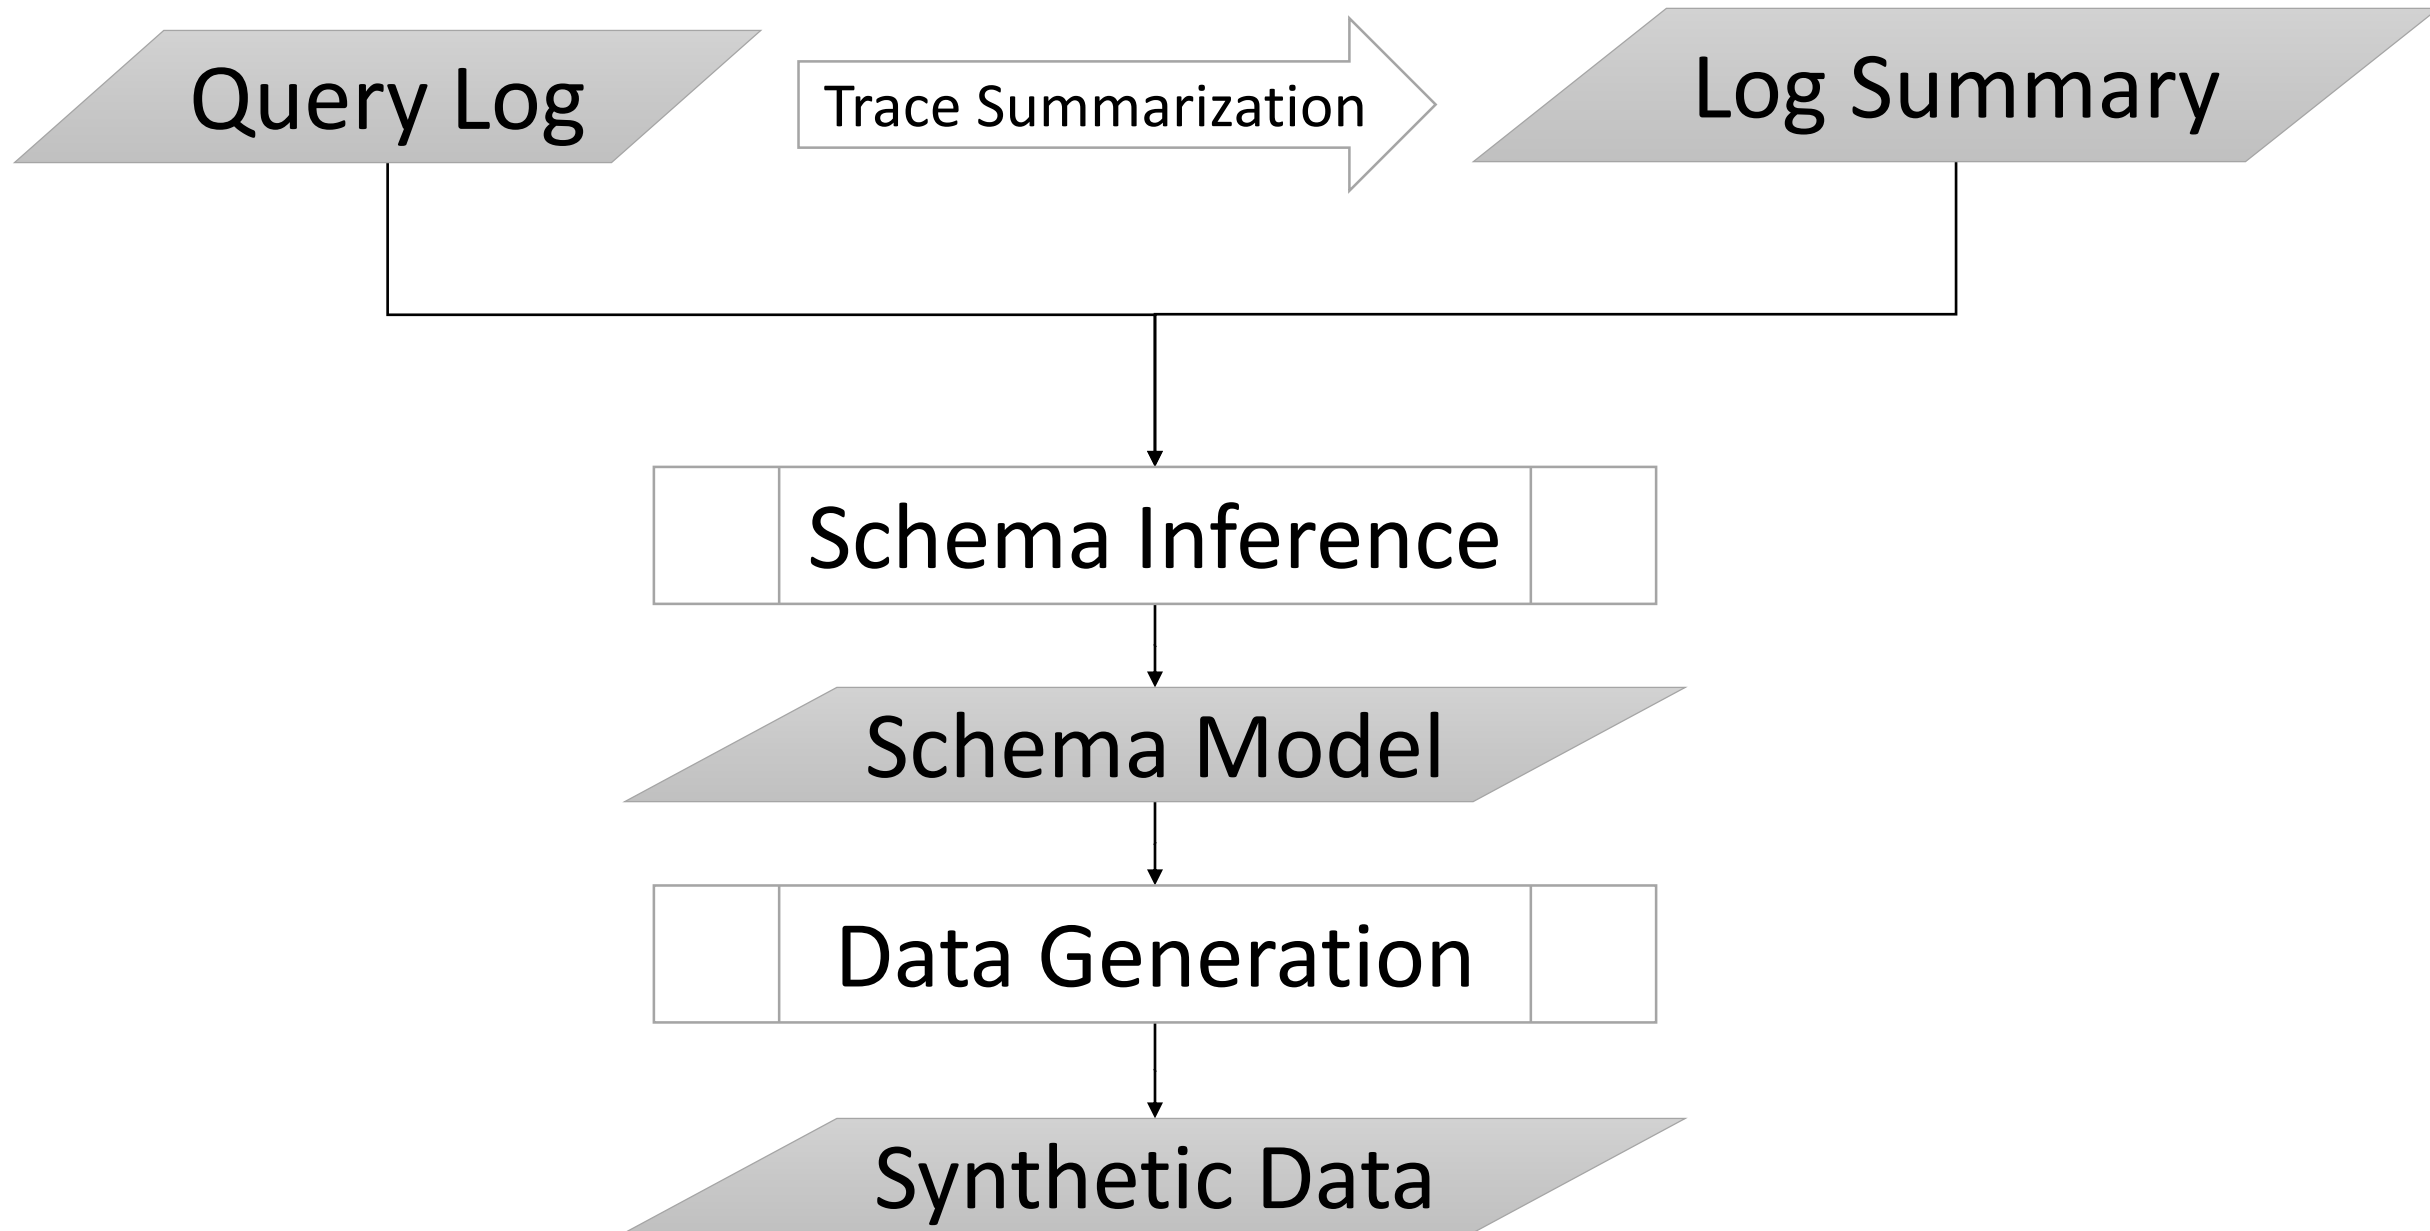 Query Log
Trace Summarization
Log Summary
Schema Inference
Schema Model
Data Generation
Synthetic Data